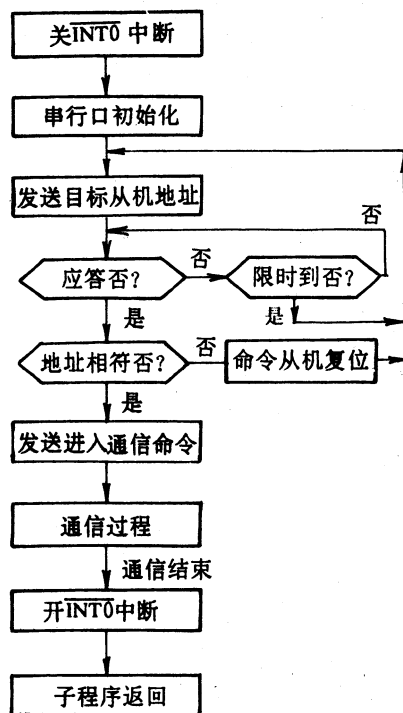 关INT0中断
串行口初始化
发送目标从机地址
否
应答否?
否
限时到否?
是
是
地址相符否?
否
命令从机复位
是
发送进入通信命令
通信过程
通信结束
开INT0中断
子程序返回